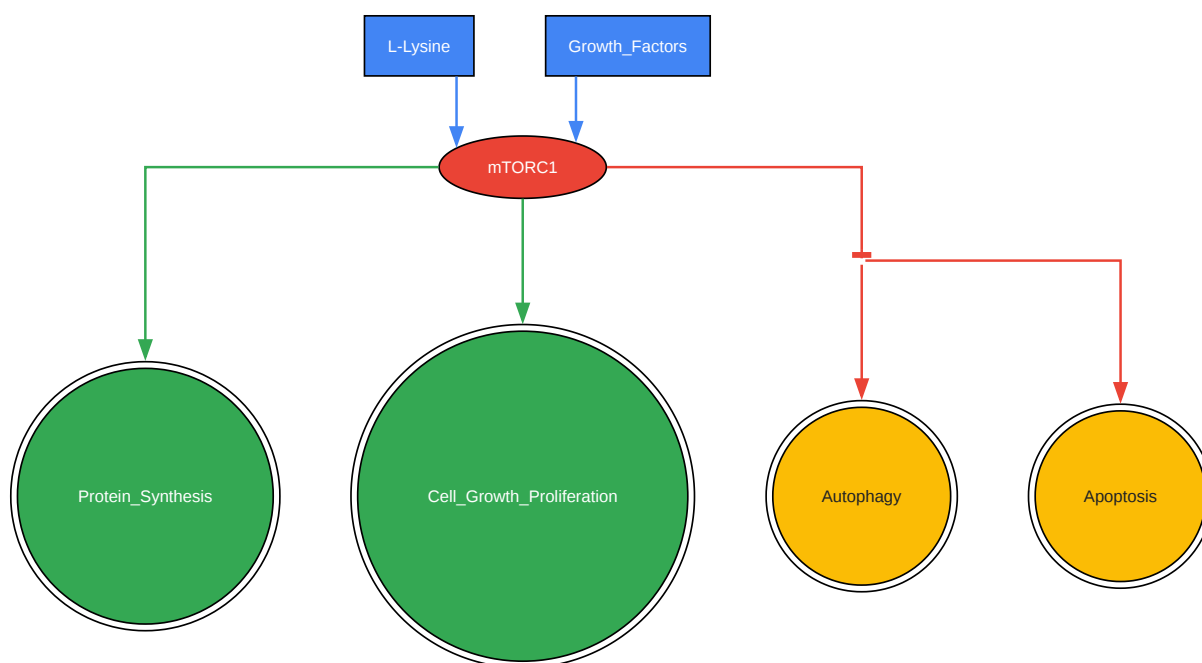 L-Lysine
Growth_Factors
mTORC1
Protein_Synthesis
Cell_Growth_Proliferation
Autophagy
Apoptosis